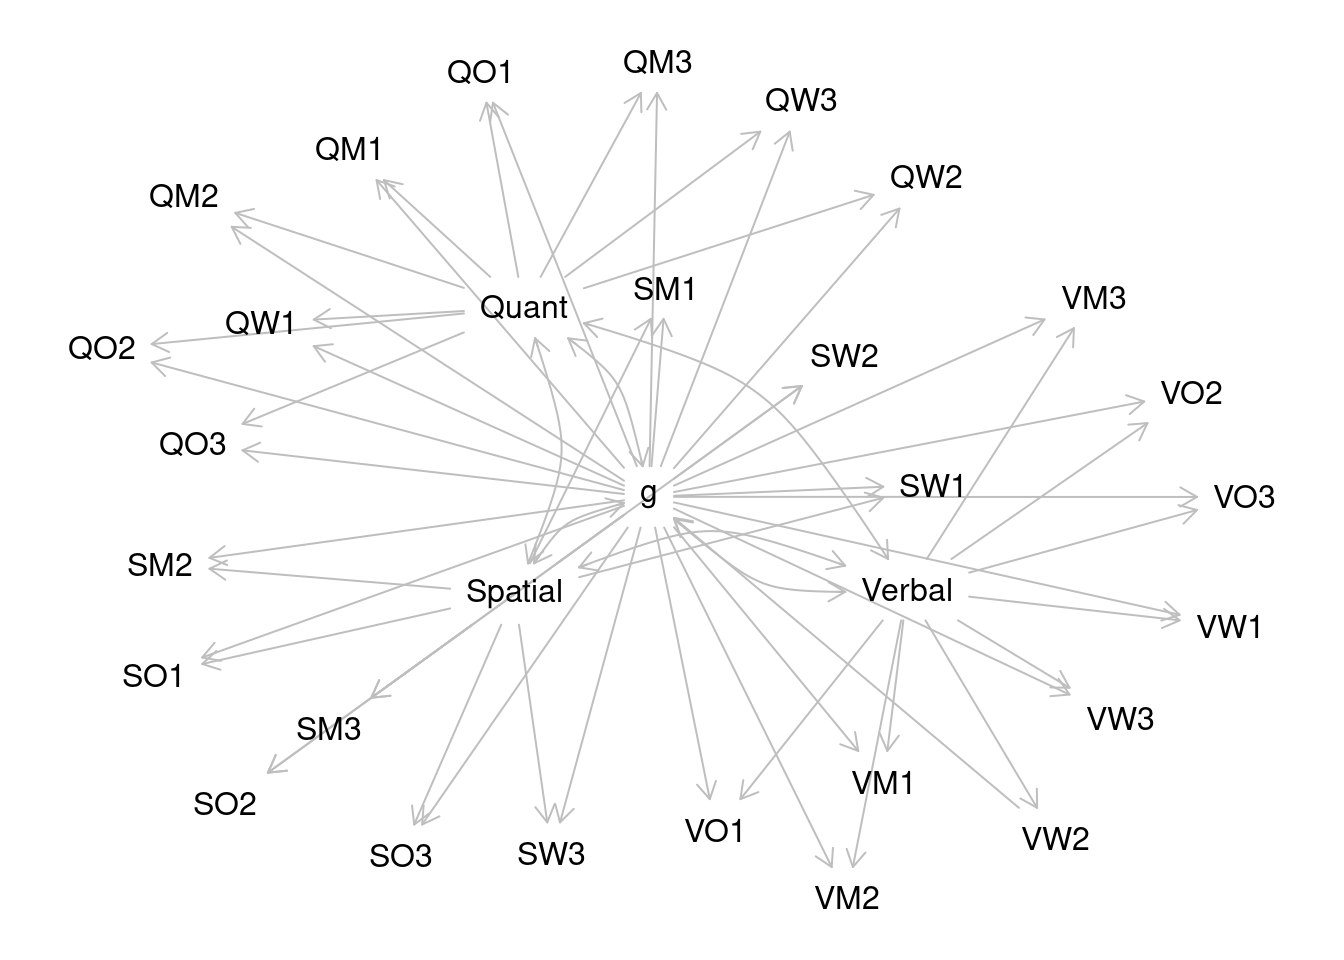 QM3
QO1
QW3
QM1
QW2
QM2
SM1
VM3
Quant
QW1
QO2
SW2
VO2
QO3
SW1
g
VO3
SM2
Spatial
Verbal
VW1
SO1
VW3
SM3
VM1
SO2
VO1
VW2
SO3
SW3
VM2